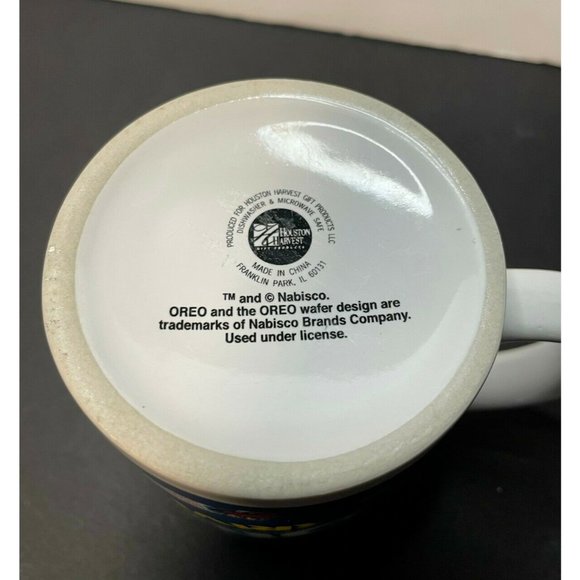 PRODUCED FOR HOUSTON HARVEST GIFT PRODUCTS LLC
DISHWASHER & MICROWAVE SAFE
HOUSTON
HARVEST
GIFT PRODUCTS
MADE IN CHINA
FRANKLIN PARK, IL 60131
™ and © Nabisco.
OREO and the OREO wafer design are
trademarks of Nabisco Brands Company.
Used under license.